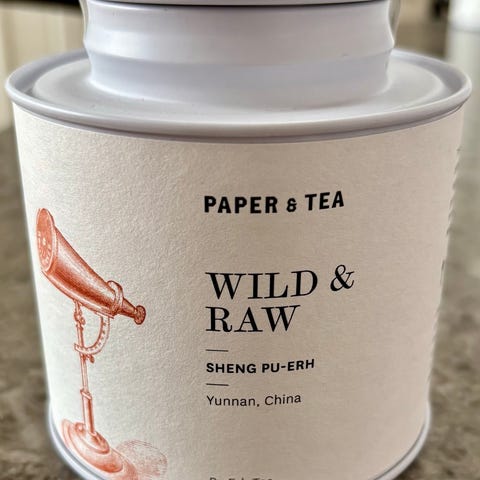 PAPER & TEA
WILD &
RAW
SHENG PU-ERH
Yunnan, China